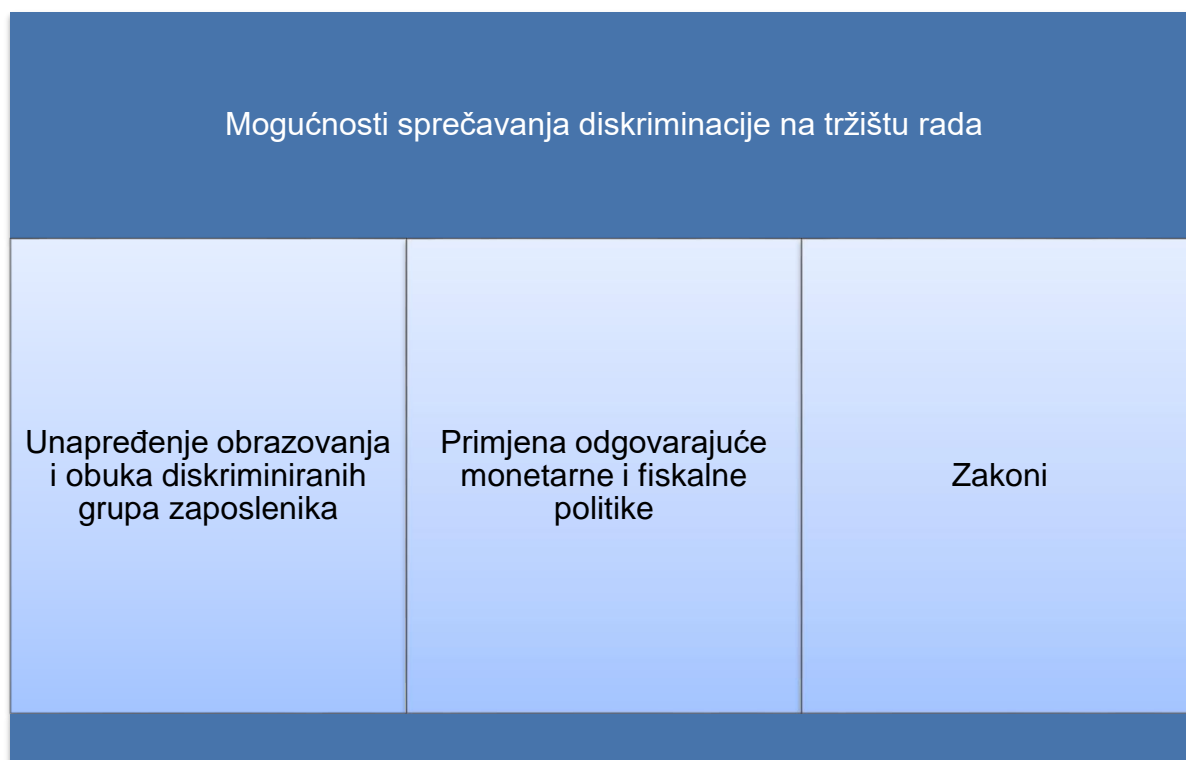 Mogućnosti sprečavanja diskriminacije na tržištu rada
Unapređenje obrazovanja
i obuka diskriminiranih
grupa zaposlenika
Primjena odgovarajuće
monetarne i fiskalne
politike
Zakoni